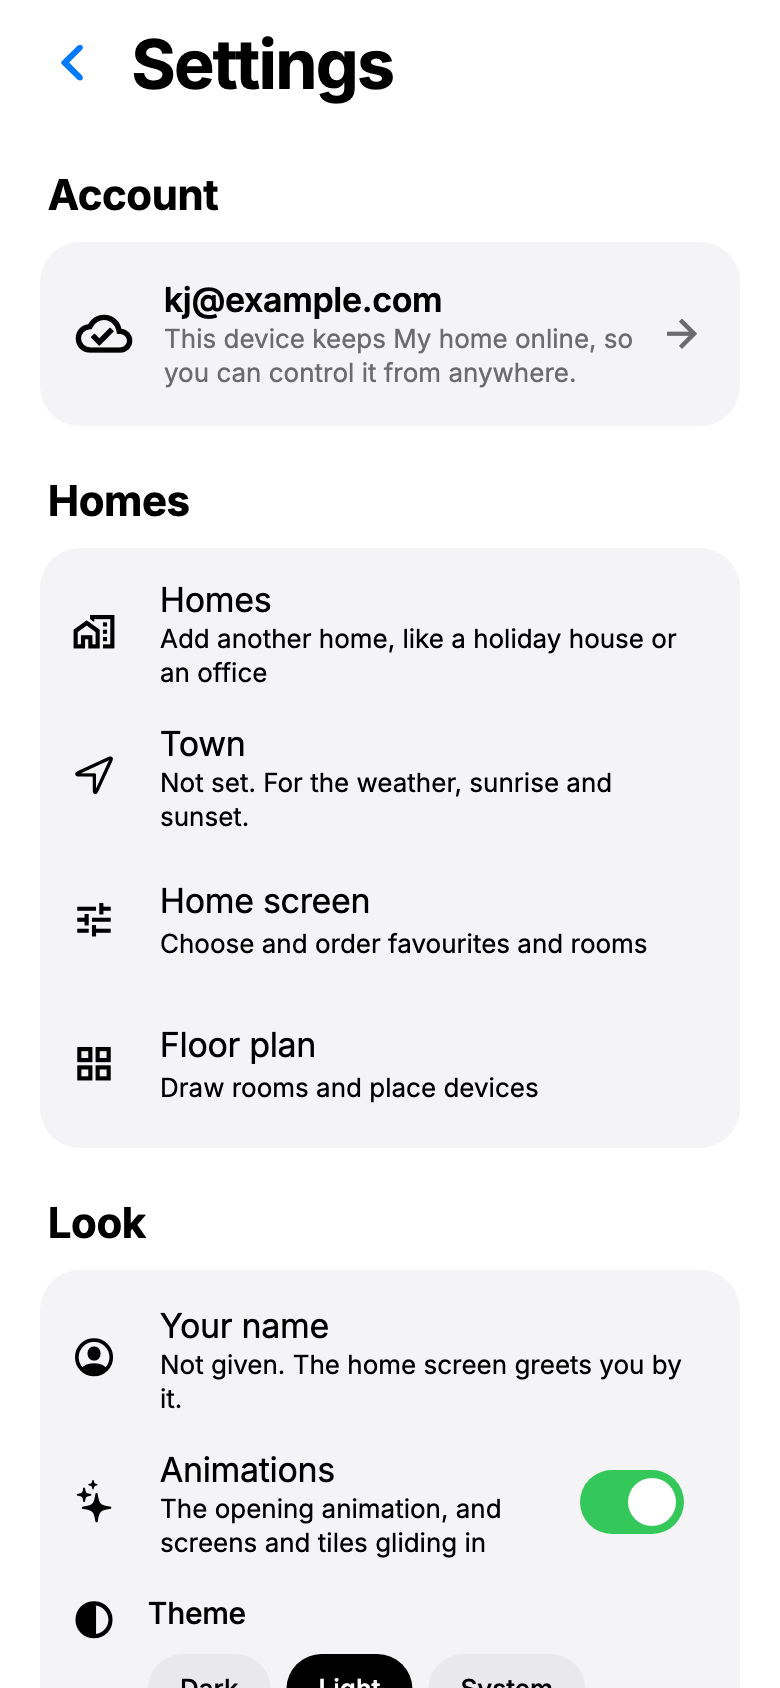 Settings
Account
kj@example.com
This device keeps My home online, so
you can control it from anywhere.
Homes
Homes
Add another home, like a holiday house or
an office
Town
Not set. For the weather, sunrise and
sunset.
Home screen
Choose and order favourites and rooms
Floor plan
Draw rooms and place devices
Look
Your name
Not given. The home screen greets you by
it.
Animations
The opening animation, and
screens and tiles gliding in
Theme
Dark Light System